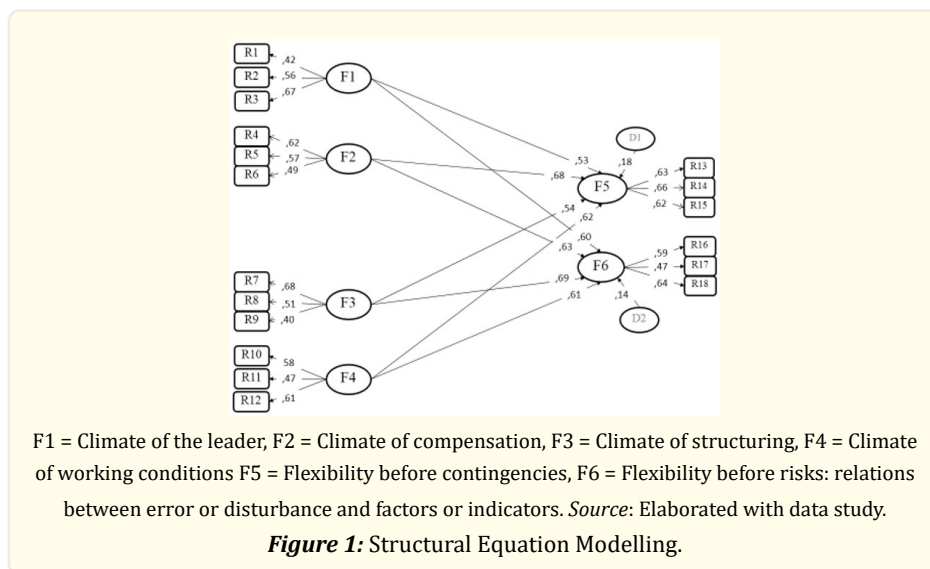 R1
,42
R2
,56
F1
R3
,67
R4
,62
R5
,57
F2
R6
,49
D1
,53
,18
,68
F5
,63
R13
,66
R14
,62
R15
,54
,62
,60
,63
F6
,59
R16
,47
R17
,64
R18
,69
,61
,14
D2
R7
,68
R8
,51
F3
R9
,40
R10
58
R11
,47
F4
R12
,61
F1 = Climate of the leader, F2 = Climate of compensation, F3 = Climate of structuring, F4 = Climate
of working conditions F5 = Flexibility before contingencies, F6 = Flexibility before risks: relations
between error or disturbance and factors or indicators. Source: Elaborated with data study.
Figure 1: Structural Equation Modelling.